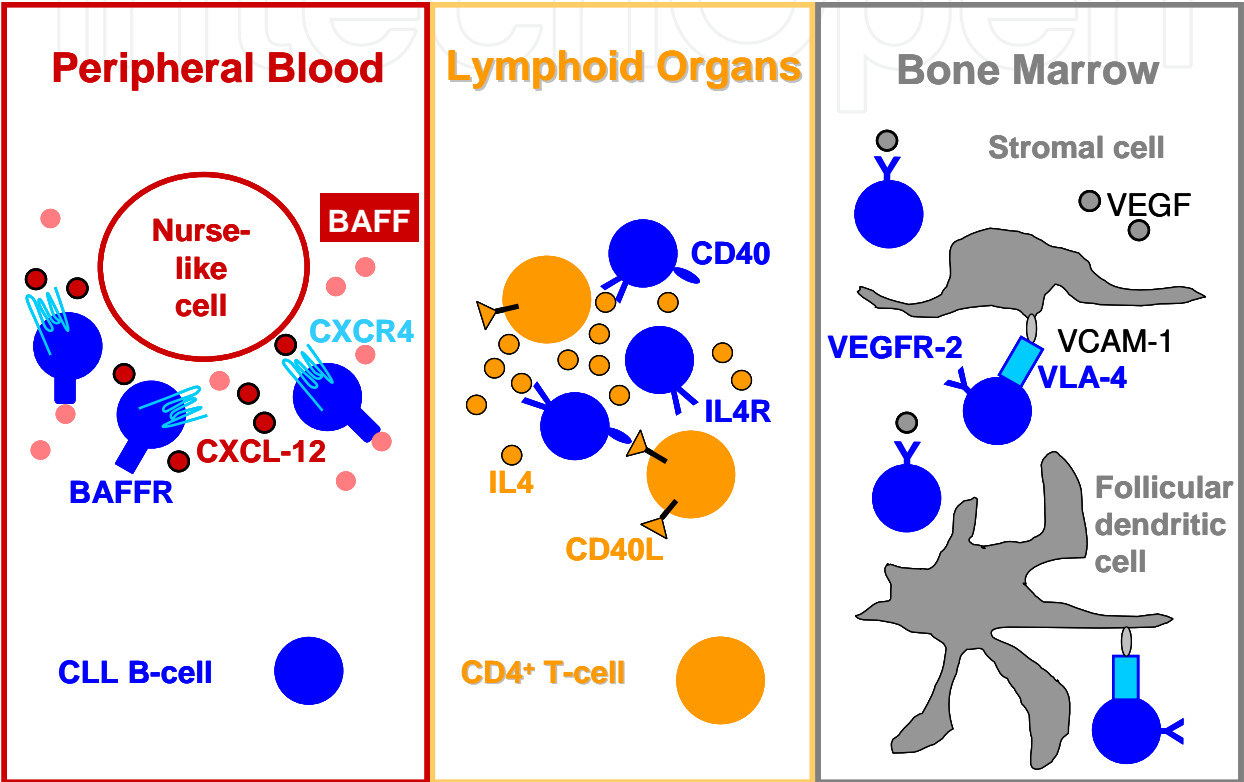 intechopen
Peripheral Blood
BAFF
Nurse-
like
cell
CXCR4
CXCL-12
BAFFR
CLL B-cell
Lymphoid Organs
CD40
IL4R
IL4
CD40L
CD4+ T-cell
Bone Marrow
Stromal cell
VEGF
VEGFR-2
VCAM-1
VLA-4
Follicular
dendritic
cell